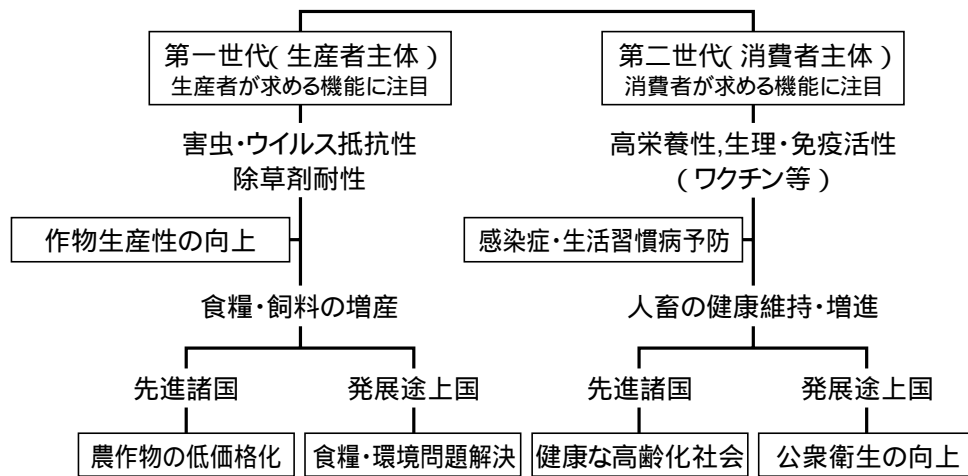 第一世代(生産者主体)
生産者が求める機能に注目
害虫・ウイルス抵抗性
除草剤耐性
作物生産性の向上
食糧・飼料の増産
先進諸国
農作物の低価格化
発展途上国
食糧・環境問題解決
第二世代(消費者主体)
消費者が求める機能に注目
高栄養性,生理・免疫活性
(ワクチン等)
感染症・生活習慣病予防
人畜の健康維持・増進
先進諸国
健康な高齢化社会
発展途上国
公衆衛生の向上